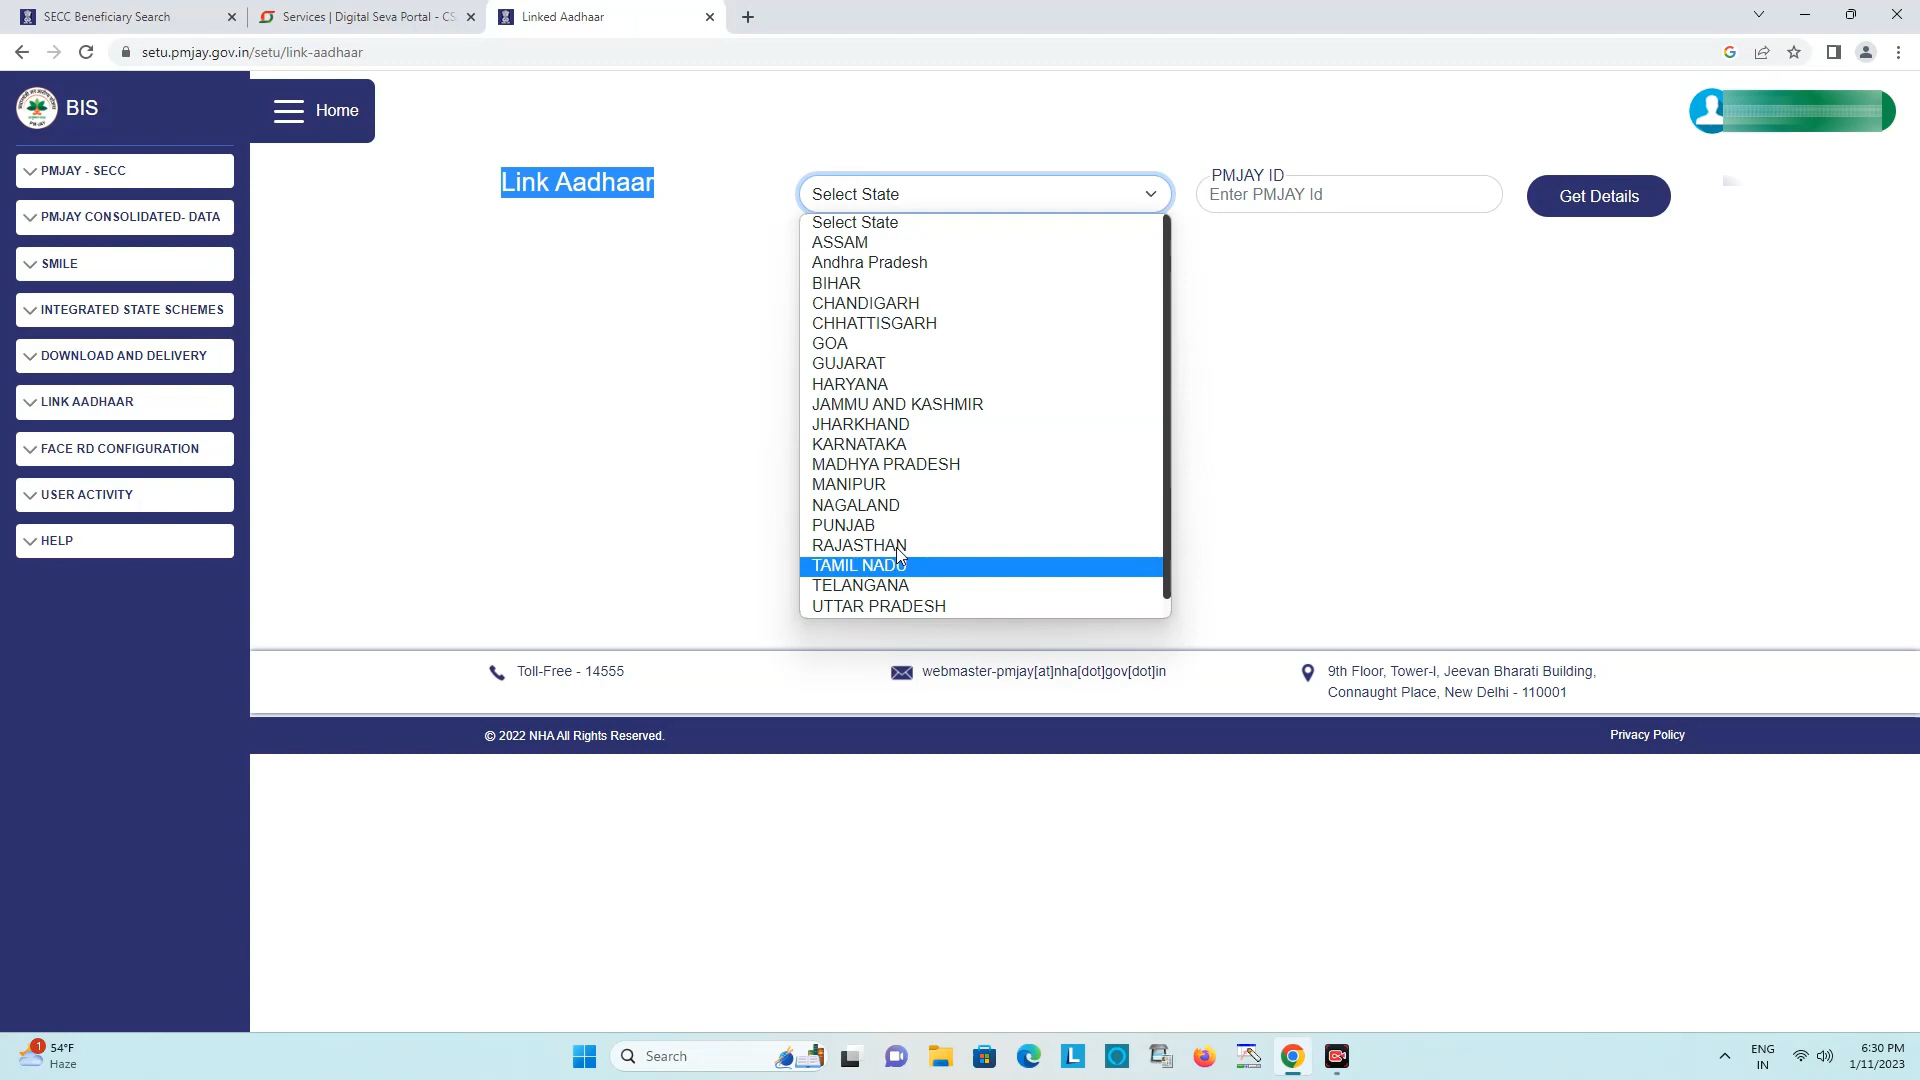 SECC Beneficiary Search
Services | Digital Seva Portal - CS
Linked Aadhaar
setu.pmjay.gov.in/setu/link-aadhaar
BIS
Home
PMJAY - SECC
PMJAY CONSOLIDATED- DATA
SMILE
INTEGRATED STATE SCHEMES
DOWNLOAD AND DELIVERY
LINK AADHAAR
FACE RD CONFIGURATION
USER ACTIVITY
HELP
Link Aadhaar
Select State
PMJAY ID
Enter PMJAY Id
Get Details
Select State
ASSAM
Andhra Pradesh
BIHAR
CHANDIGARH
CHHATTISGARH
GOA
GUJARAT
HARYANA
JAMMU AND KASHMIR
JHARKHAND
KARNATAKA
MADHYA PRADESH
MANIPUR
NAGALAND
PUNJAB
RAJASTHAN
TAMIL NADU
TELANGANA
UTTAR PRADESH
Toll-Free - 14555
webmaster-pmjay[at]nha[dot]gov[dot]in
9th Floor, Tower-I, Jeevan Bharati Building,
Connaught Place, New Delhi - 110001
© 2022 NHA All Rights Reserved.
Privacy Policy
1
54°F
Haze
Search
L
ENG
IN
6:30 PM
1/11/2023